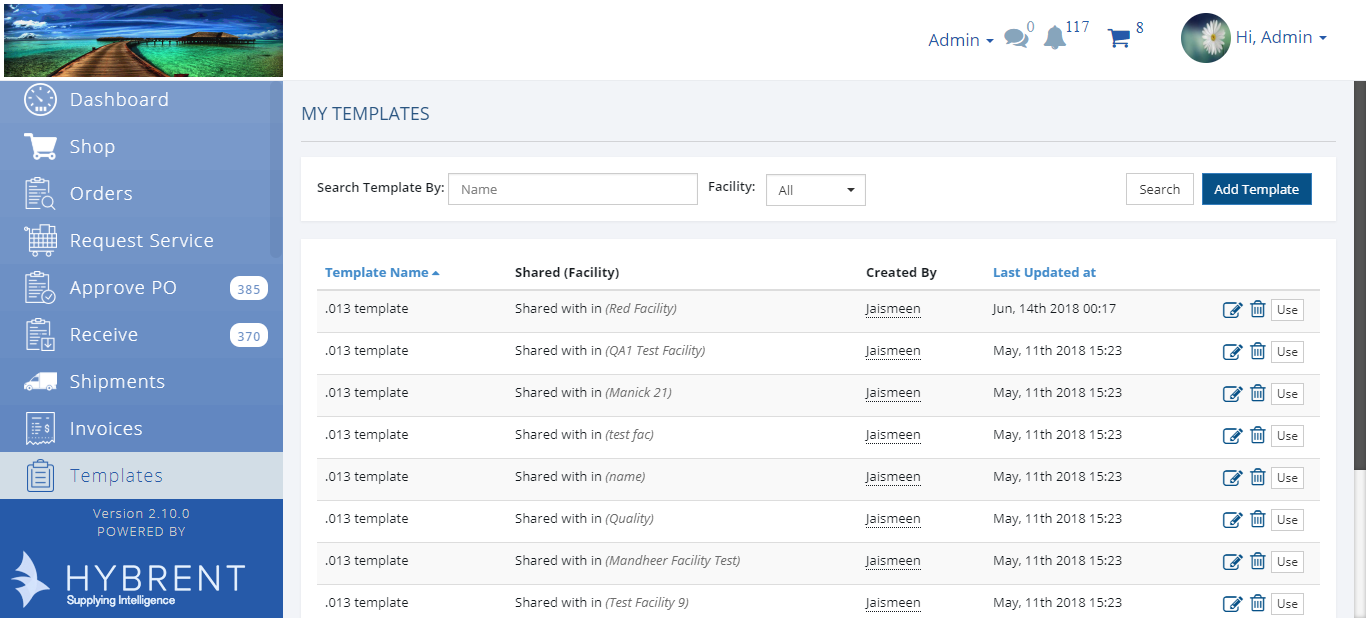 Admin 0 117 8 Hi, Admin
Dashboard
Shop
Orders
Request Service
Approve PO 385
Receive 370
Shipments
Invoices
Templates
Version 2.10.0
POWERED BY
HYBRENT
Supplying Intelligence
MY TEMPLATES
Search Template By: Name Facility: All Search Add Template
Template Name Shared (Facility) Created By Last Updated at
.013 template Shared with in (Red Facility) Jaismeen Jun, 14th 2018 00:17 Use
.013 template Shared with in (QA1 Test Facility) Jaismeen May, 11th 2018 15:23 Use
.013 template Shared with in (Manick 21) Jaismeen May, 11th 2018 15:23 Use
.013 template Shared with in (test fac) Jaismeen May, 11th 2018 15:23 Use
.013 template Shared with in (name) Jaismeen May, 11th 2018 15:23 Use
.013 template Shared with in (Quality) Jaismeen May, 11th 2018 15:23 Use
.013 template Shared with in (Mandheer Facility Test) Jaismeen May, 11th 2018 15:23 Use
.013 template Shared with in (Test Facility 9) Jaismeen May, 11th 2018 15:23 Use